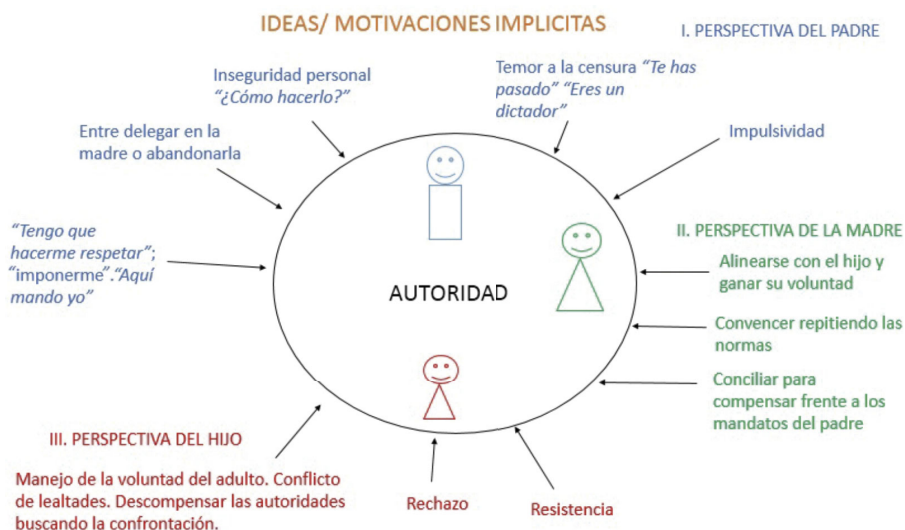 IDEAS/ MOTIVACIONES IMPLICITAS
I. PERSPECTIVA DEL PADRE
Inseguridad personal
“¿Cómo hacerlo?”
Temor a la censura “Te has
pasado” “Eres un
dictador”
Entre delegar en la
madre o abandonarla
Impulsividad
“Tengo que
hacerme respetar”;
“imponerme”.“Aquí
mando yo”
II. PERSPECTIVA DE LA MADRE
Alinearse con el hijo y
ganar su voluntad
AUTORIDAD
Convencer repitiendo las
normas
Conciliar para
compensar frente a los
mandatos del padre
III. PERSPECTIVA DEL HIJO
Manejo de la voluntad del adulto. Conflicto
de lealtades. Descompensar las autoridades
buscando la confrontación.
Rechazo
Resistencia